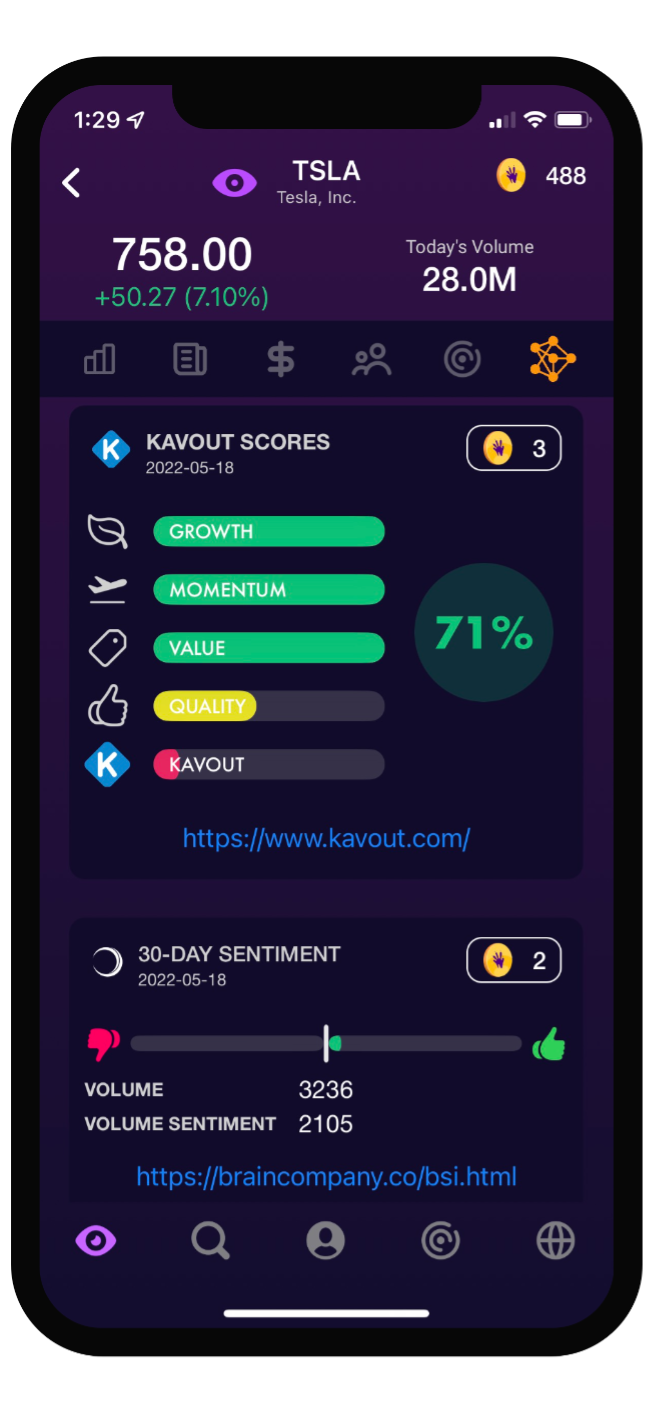 1:29
TSLA
Tesla, Inc.
488
758.00
+50.27 (7.10%)
Today's Volume
28.0M
K
KAVOUT SCORES
2022-05-18
3
GROWTH
MOMENTUM
VALUE
QUALITY
K
KAVOUT
71%
https://www.kavout.com/
30-DAY SENTIMENT
2022-05-18
2
VOLUME 3236
VOLUME SENTIMENT 2105
https://braincompany.co/bsi.html